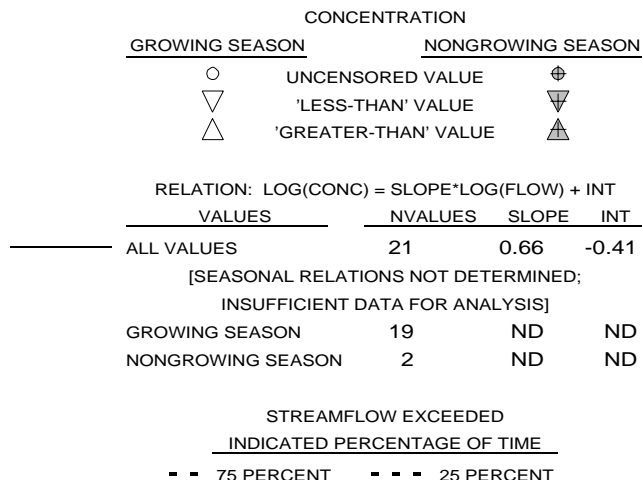 CONCENTRATION
GROWING SEASON NONGROWING SEASON
UNCENSORED VALUE
'LESS-THAN' VALUE
'GREATER-THAN' VALUE
RELATION: LOG(CONC) = SLOPE*LOG(FLOW) + INT
VALUES NVALUES SLOPE INT
ALL VALUES 21 0.66 -0.41
[SEASONAL RELATIONS NOT DETERMINED;
INSUFFICIENT DATA FOR ANALYSIS]
GROWING SEASON 19 ND ND
NONGROWING SEASON 2 ND ND
STREAMFLOW EXCEEDED
INDICATED PERCENTAGE OF TIME
75 PERCENT 25 PERCENT